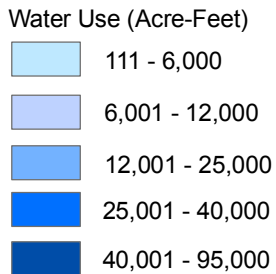 Water Use (Acre-Feet)
111 - 6,000
6,001 - 12,000
12,001 - 25,000
25,001 - 40,000
40,001 - 95,000